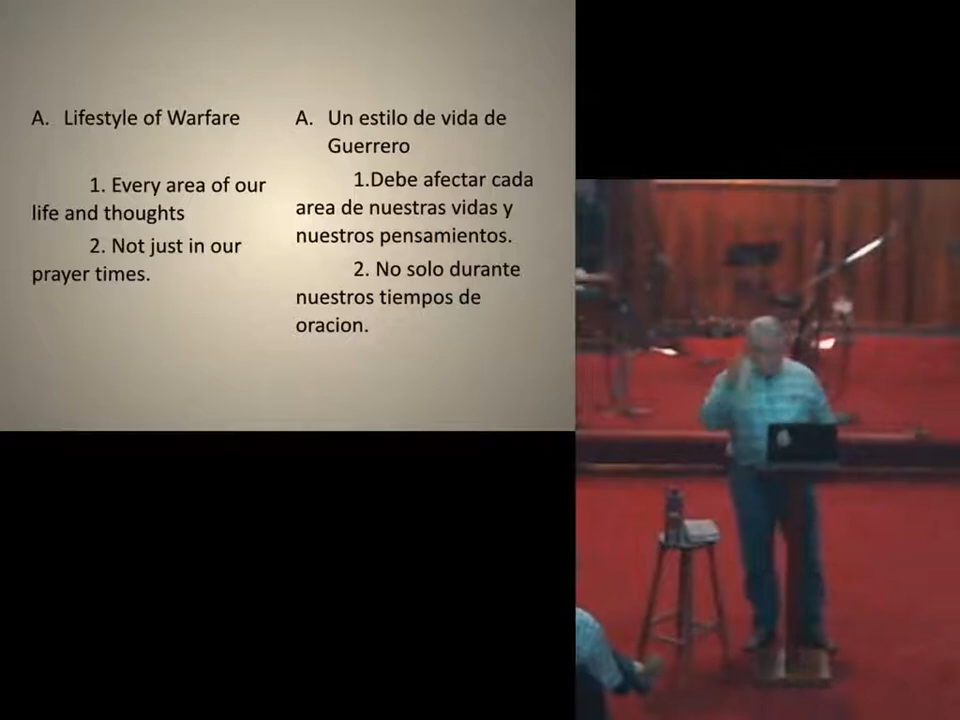 A. Lifestyle of Warfare
1. Every area of our
life and thoughts
2. Not just in our
prayer times.
A. Un estilo de vida de
Guerrero
1.Debe afectar cada
area de nuestras vidas y
nuestros pensamientos.
2. No solo durante
nuestros tiempos de
oracion.